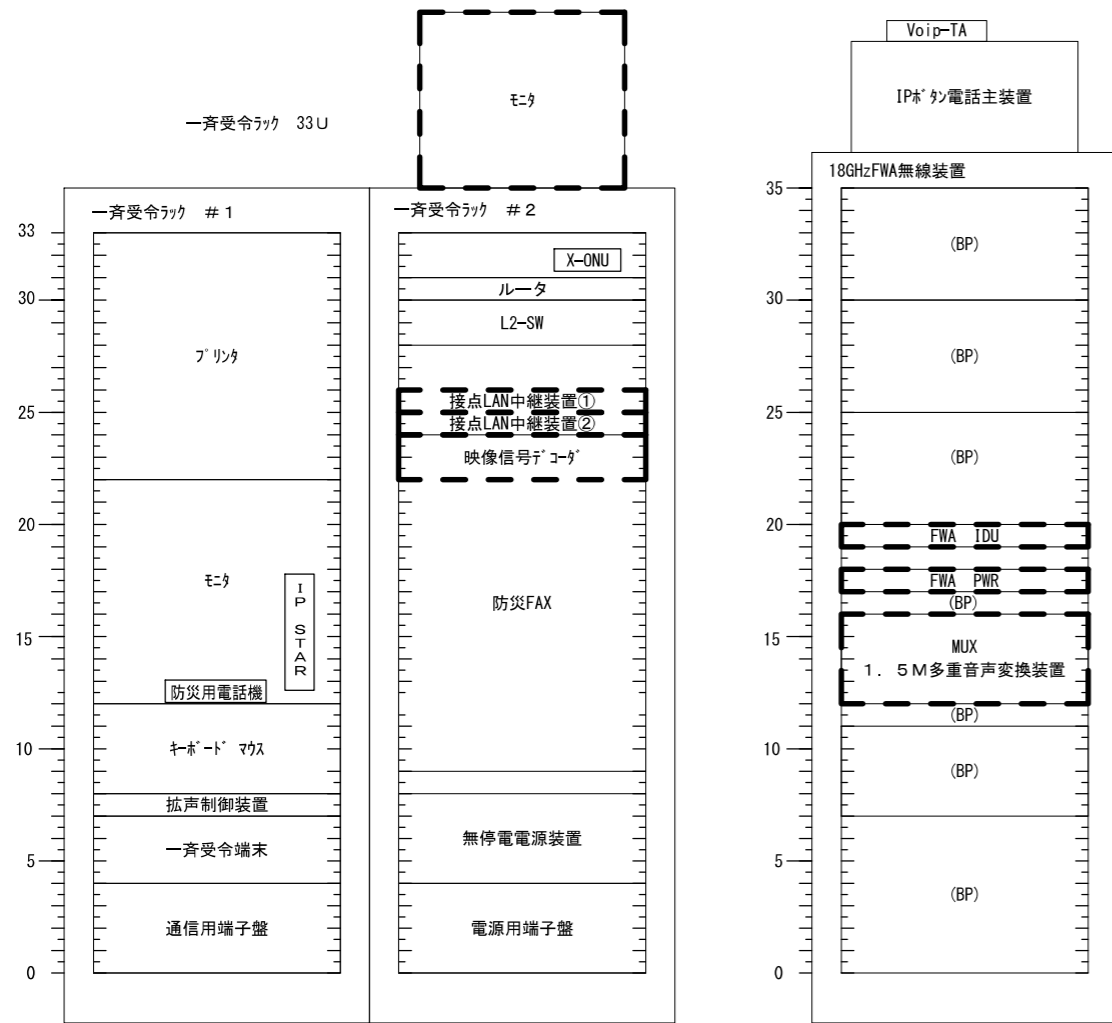 一斉受令ラック 33U
モニタ
一斉受令ラック #1
33
30
25
20
15
10
5
0
プリンタ
モニタ
IP STAR
防災用電話機
キーボード マウス
拡声制御装置
一斉受令端末
通信用端子盤
一斉受令ラック #2
X-ONU
ルータ
L2-SW
接点LAN中継装置①
接点LAN中継装置②
映像信号デコーダ
防災FAX
無停電電源装置
電源用端子盤
Voip-TA
IPボタン電話主装置
18GHzFWA無線装置
35
30
25
20
15
10
5
0
(BP)
(BP)
(BP)
FWA IDU
FWA PWR
(BP)
MUX
1.5M多重音声変換装置
(BP)
(BP)
(BP)